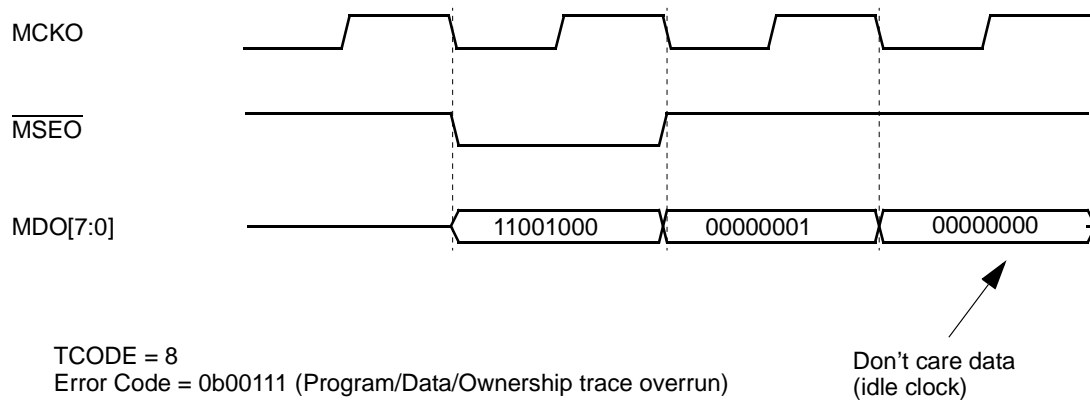 MCKO
MSEO
MDO[7:0]
11001000
00000001
00000000
TCODE = 8
Error Code = 0b00111 (Program/Data/Ownership trace overrun)
Don't care data
(idle clock)